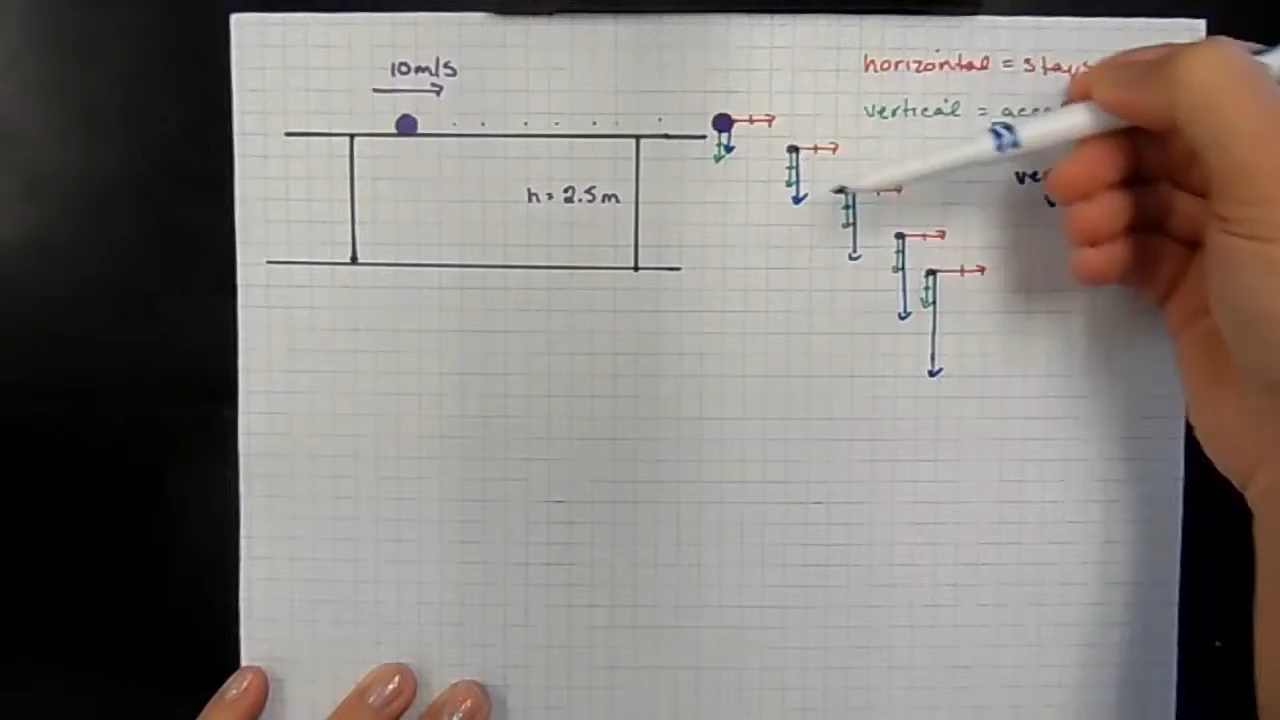 10m/s
horizontal = stays
vertical =
h = 2.5m